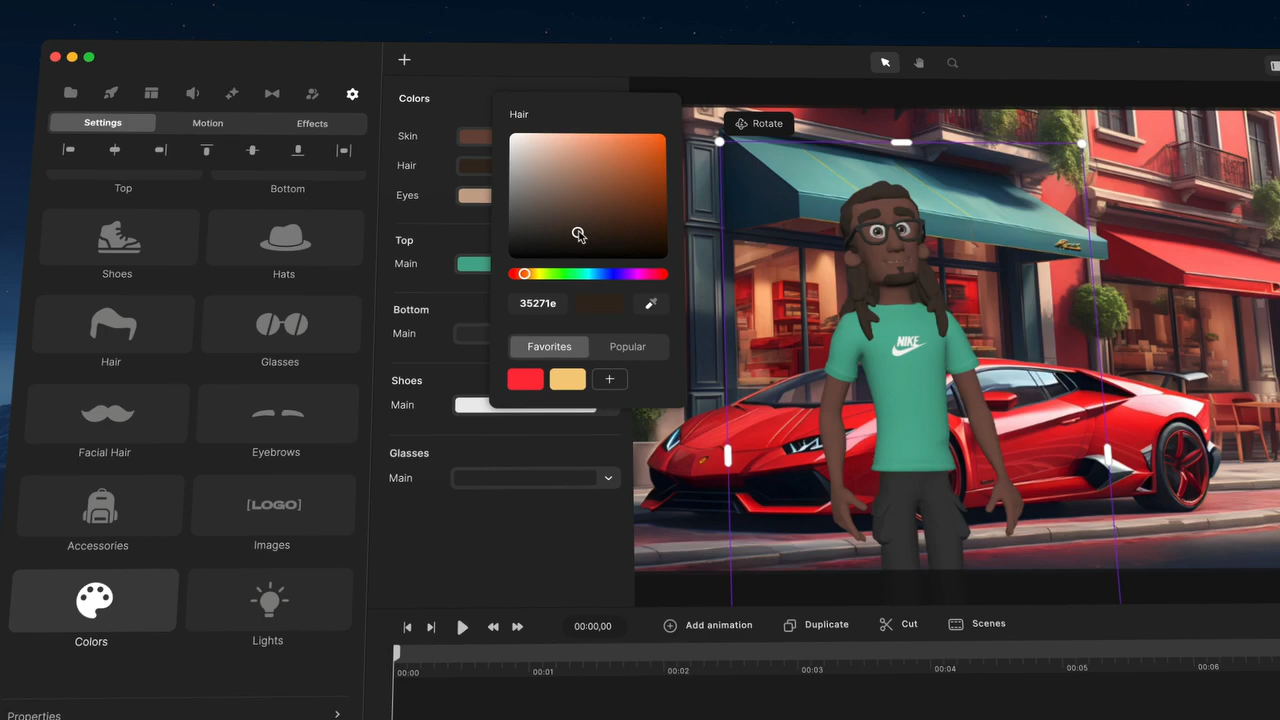 Settings
Motion
Effects
Top
Bottom
Shoes
Hats
Hair
Glasses
Facial Hair
Eyebrows
Accessories
[LOGO]
Images
Colors
Lights
Properties
Colors
Skin
Hair
Eyes
Top
Main
Bottom
Main
Shoes
Main
Glasses
Main
Hair
35271e
Favorites
Popular
Rotate
NIKE
00:00,00
Add animation
Duplicate
Cut
Scenes
00:00
00:01
00:02
00:03
00:04
00:05
00:06